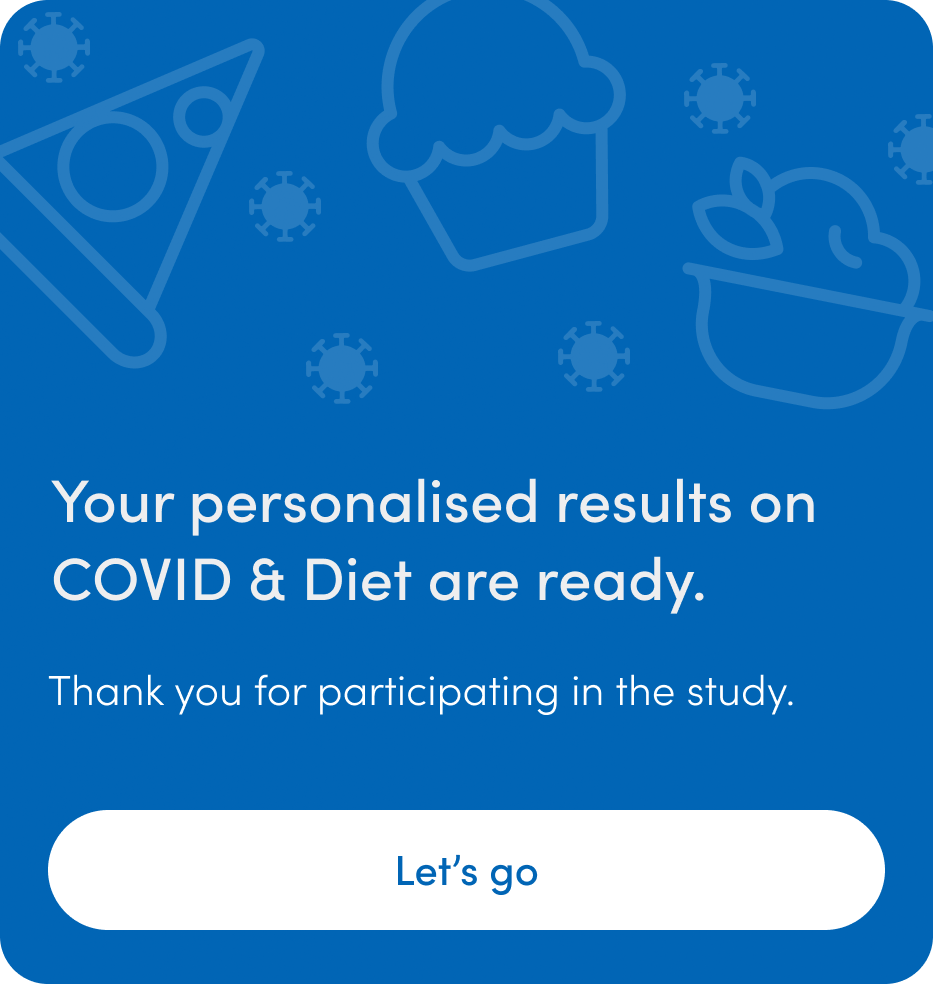 Your personalised results on
COVID & Diet are ready.
Thank you for participating in the study.
Let’s go